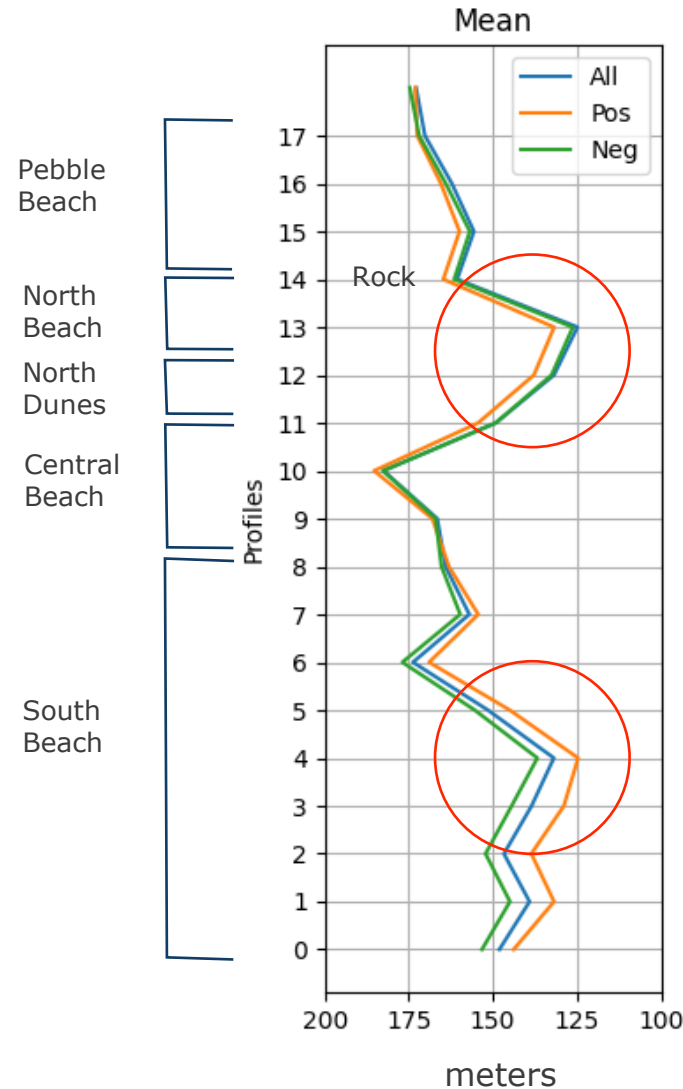 Mean
All
Pos
Neg
Pebble
Beach
North
Beach
North
Dunes
Central
Beach
South
Beach
Profiles
17
16
15
14
13
12
11
10
9
8
7
6
5
4
3
2
1
0
Rock
200 175 150 125 100
meters